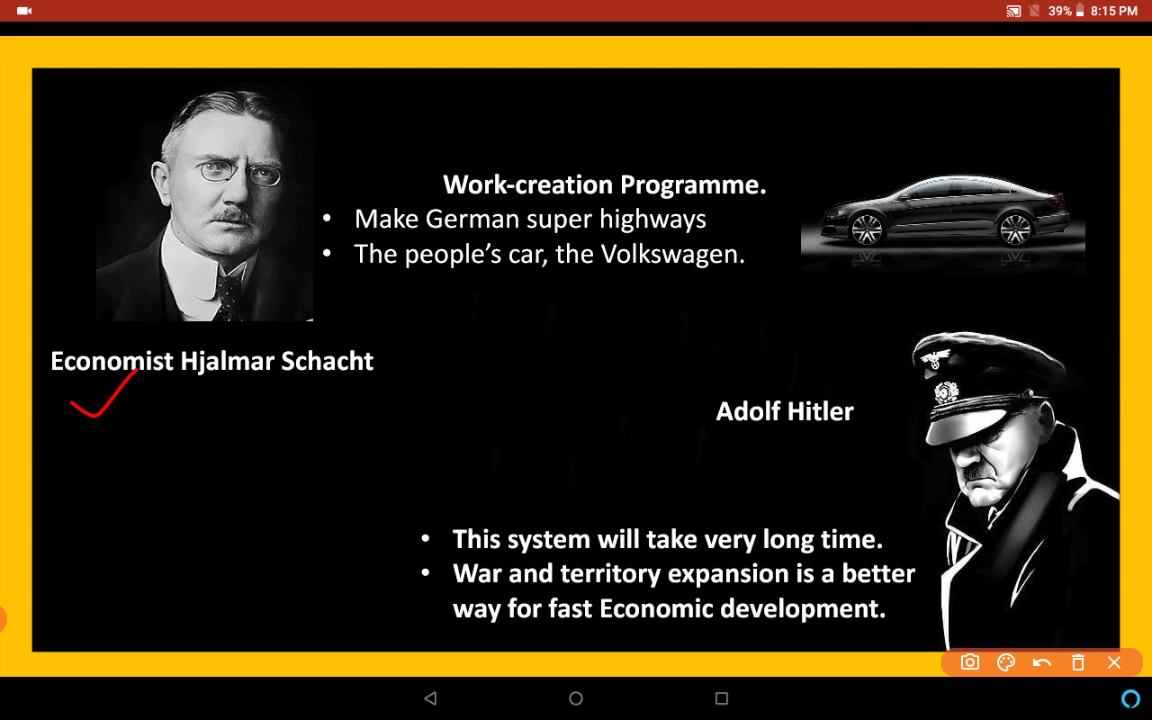 39% 8:15 PM
Work-creation Programme.
• Make German super highways
• The people's car, the Volkswagen.
Economist Hjalmar Schacht
Adolf Hitler
• This system will take very long time.
• War and territory expansion is a better
way for fast Economic development.